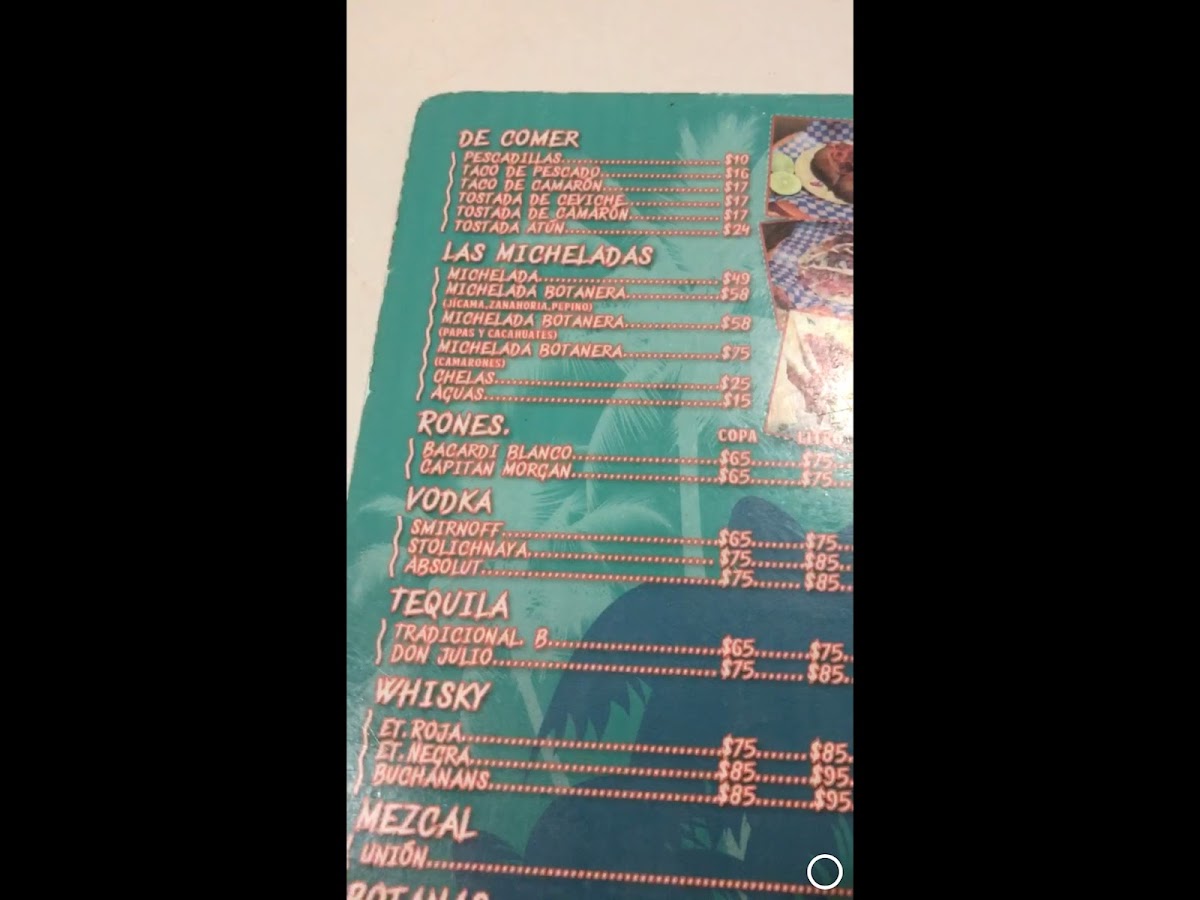 DE COMER
PESCADILLAS........................$10
TACO DE PESCADO........................$16
TACO DE CAMARÓN........................$17
TOSTADA DE CEVICHE........................$17
TOSTADA DE CAMARÓN........................$17
TOSTADA ATÚN........................$24
LAS MICHELADAS
MICHELADA........................$49
MICHELADA BOTANERA........................$58
(JÍCAMA,ZANAHORIA,PEPINO)
MICHELADA BOTANERA........................$58
(PAPAS Y CACAHUATES)
MICHELADA BOTANERA........................$75
(CAMARONES)
CHELAS........................$25
AGUAS........................$15
RONES. COPA LITRO
BACARDI BLANCO........................$65........$75..
CAPITAN MORGAN........................$65........$75..
VODKA
SMIRNOFF........................$65........$75..
STOLICHNAYA........................$75........$85..
ABSOLUT........................$75........$85..
TEQUILA
TRADICIONAL. B........................$65........$75..
DON JULIO........................$75........$85..
WHISKY
ET.ROJA........................$75........$85.
ET.NEGRA........................$85........$95.
BUCHANANS........................$85........$95
MEZCAL
UNIÓN........................
BOTANAS